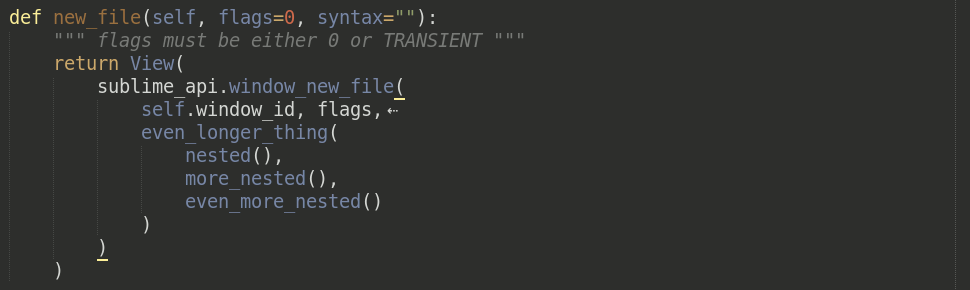 def new_file(self, flags=0, syntax=""):
    """ flags must be either 0 or TRANSIENT """
    return View(
        sublime_api.window_new_file(
            self.window_id, flags,⇠
            even_longer_thing(
                nested(),
                more_nested(),
                even_more_nested()
            )
        )
    )